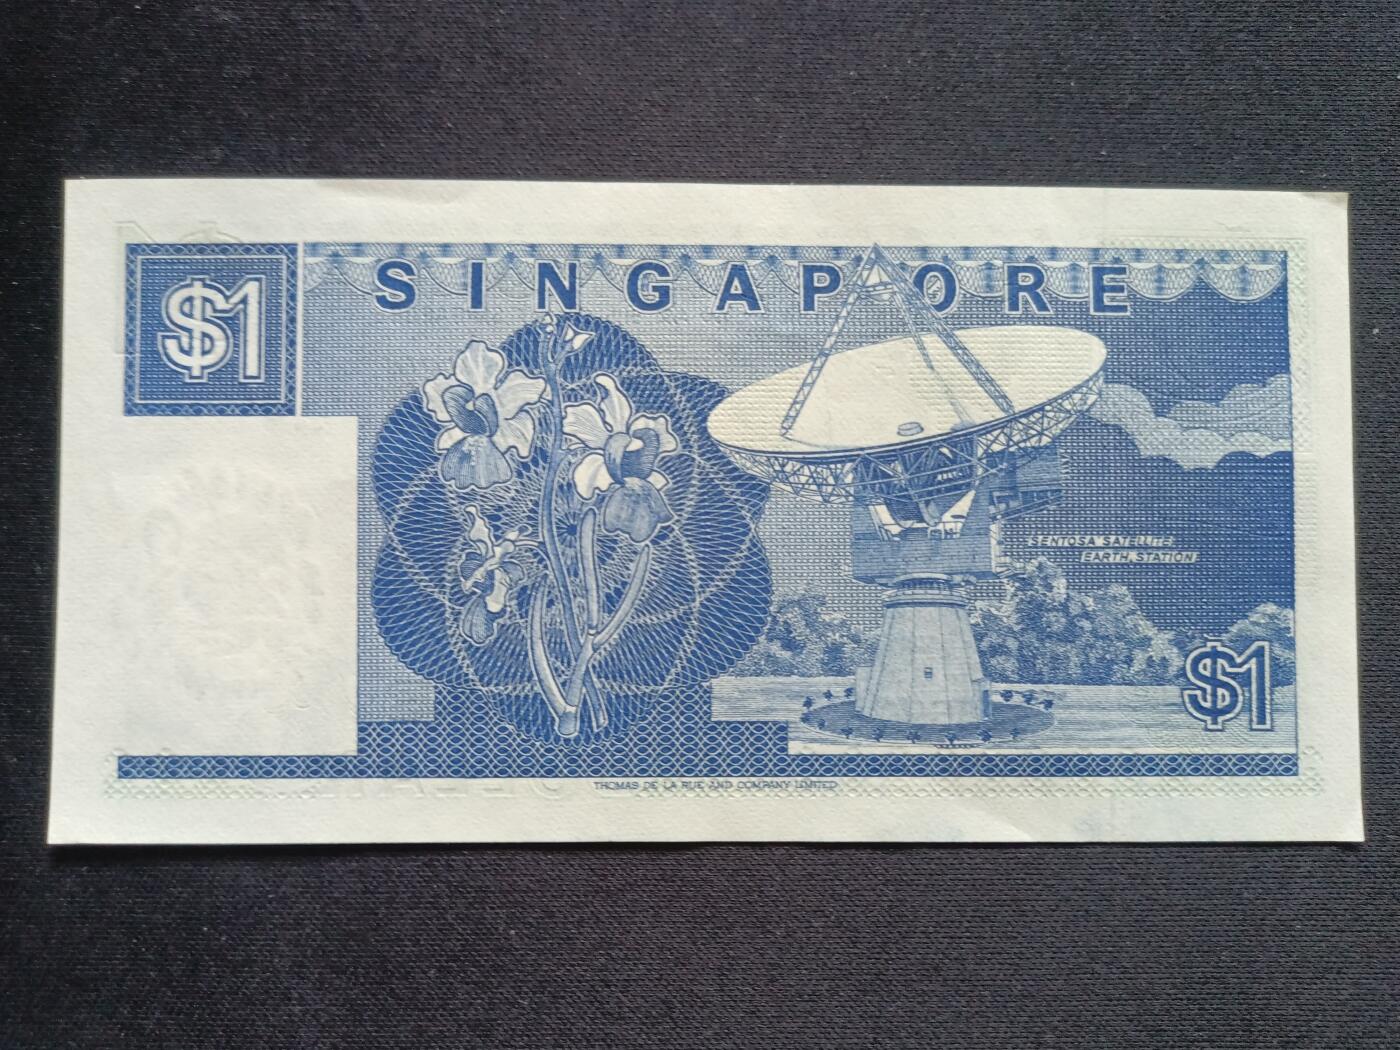 $1
SINGAPORE
SENTOSA SATELLITE
EARTH STATION
$1
THOMAS DE LA RUE AND COMPANY LIMITED